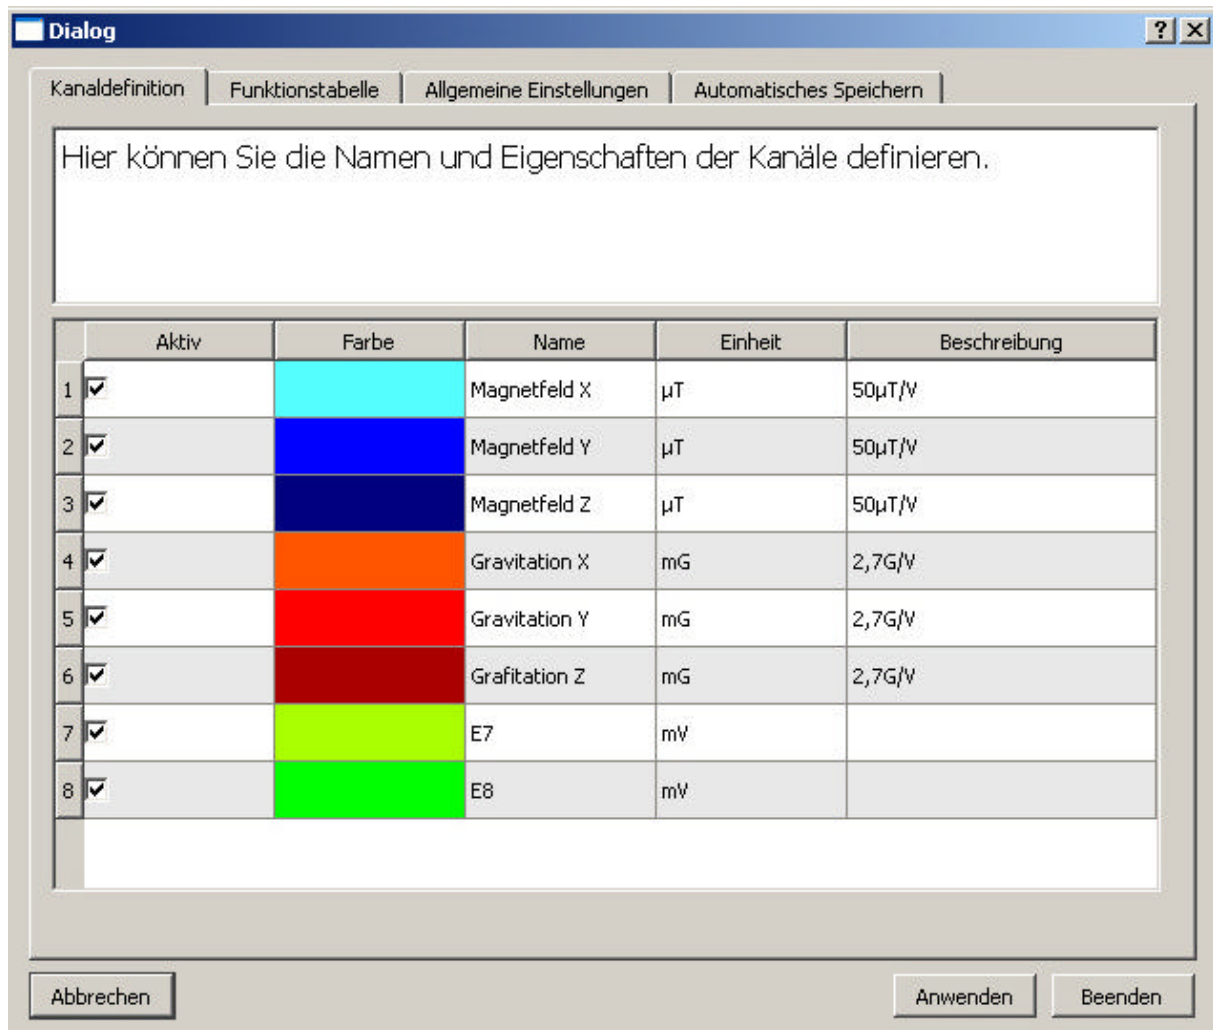 Dialog
Kanaldefinition Funktionstabelle Allgemeine Einstellungen Automatisches Speichern
Hier können Sie die Namen und Eigenschaften der Kanäle definieren.
Aktiv Farbe Name Einheit Beschreibung
1 Magnetfeld X µT 50µT/V
2 Magnetfeld Y µT 50µT/V
3 Magnetfeld Z µT 50µT/V
4 Gravitation X mG 2,7G/V
5 Gravitation Y mG 2,7G/V
6 Grafitation Z mG 2,7G/V
7 E7 mV
8 E8 mV
Abbrechen Anwenden Beenden